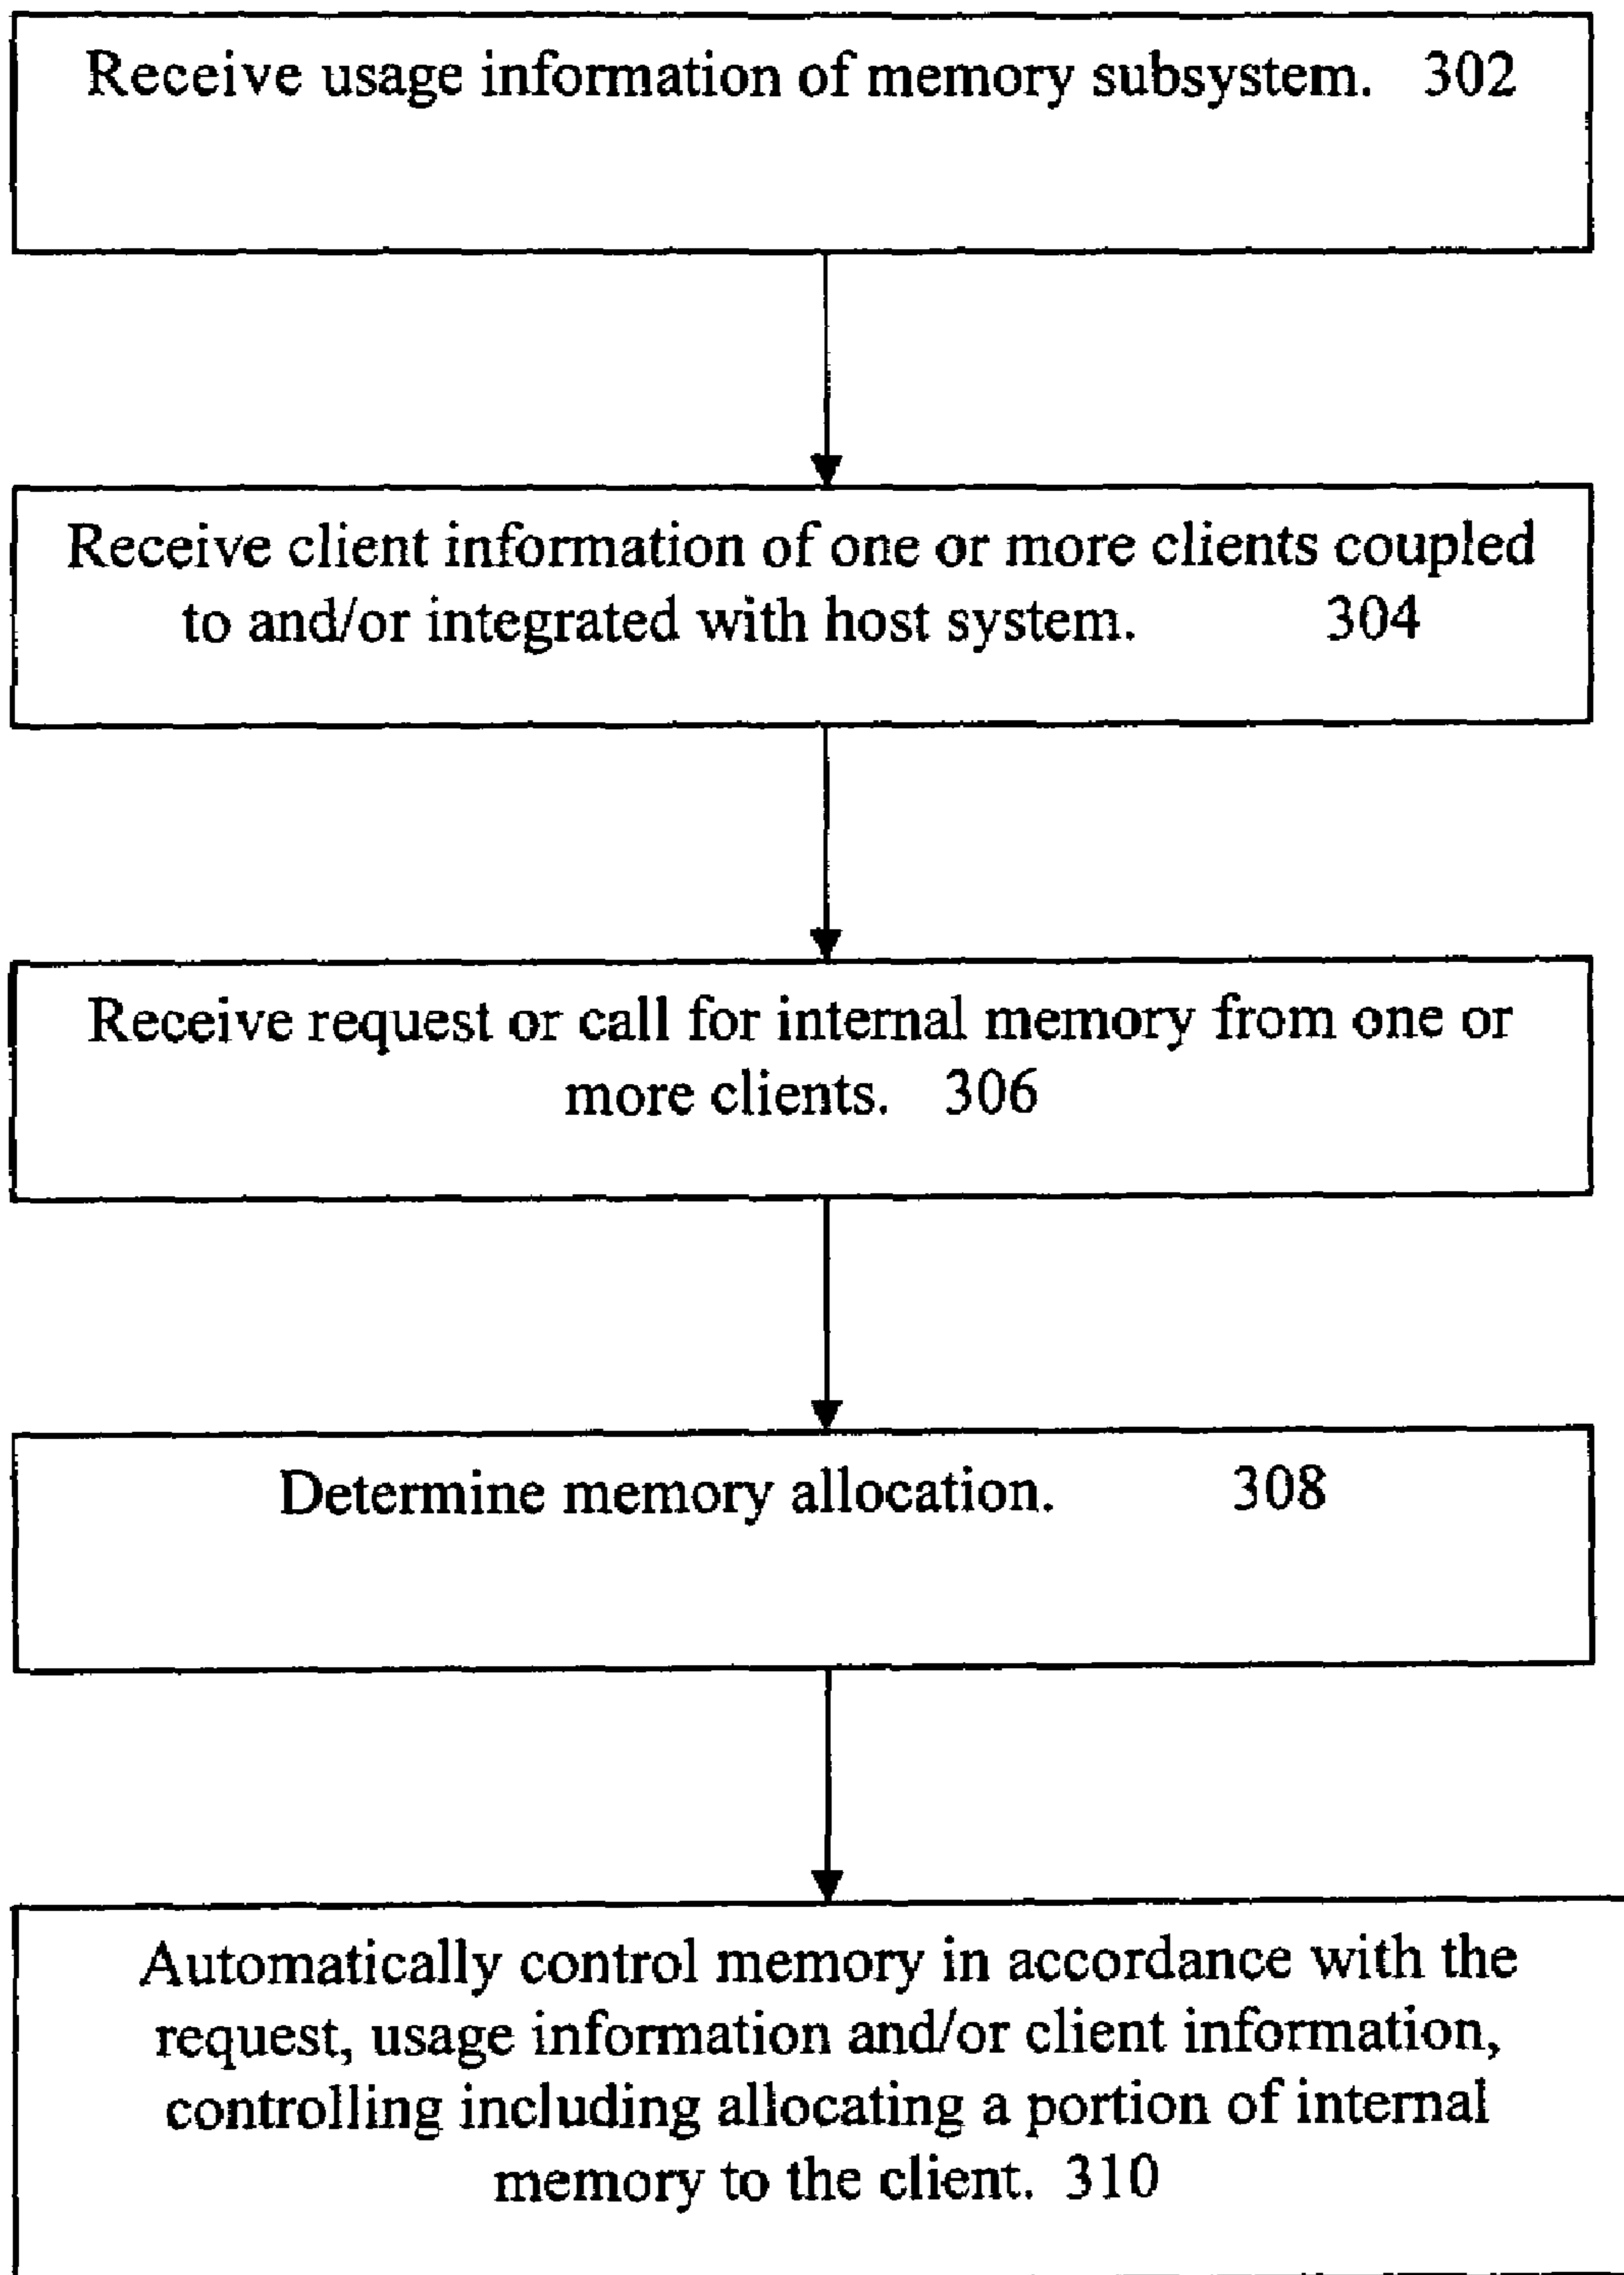 Receive usage information of memory subsystem. 302
Receive client information of one or more clients coupled
to and/or integrated with host system. 304
Receive request or call for internal memory from one or
more clients. 306
Determine memory allocation. 308
Automatically control memory in accordance with the
request, usage information and/or client information,
controlling including allocating a portion of internal
memory to the client. 310